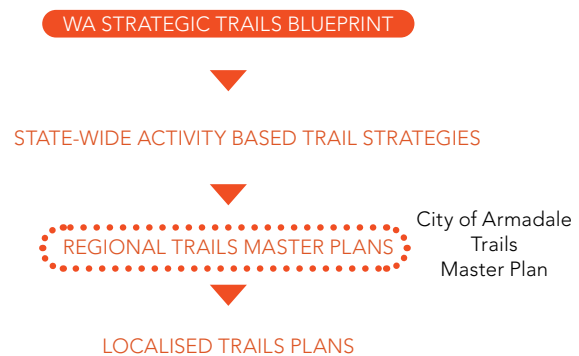 WA STRATEGIC TRAILS BLUEPRINT
STATE-WIDE ACTIVITY BASED TRAIL STRATEGIES
REGIONAL TRAILS MASTER PLANS
City of Armadale
Trails
Master Plan
LOCALISED TRAILS PLANS